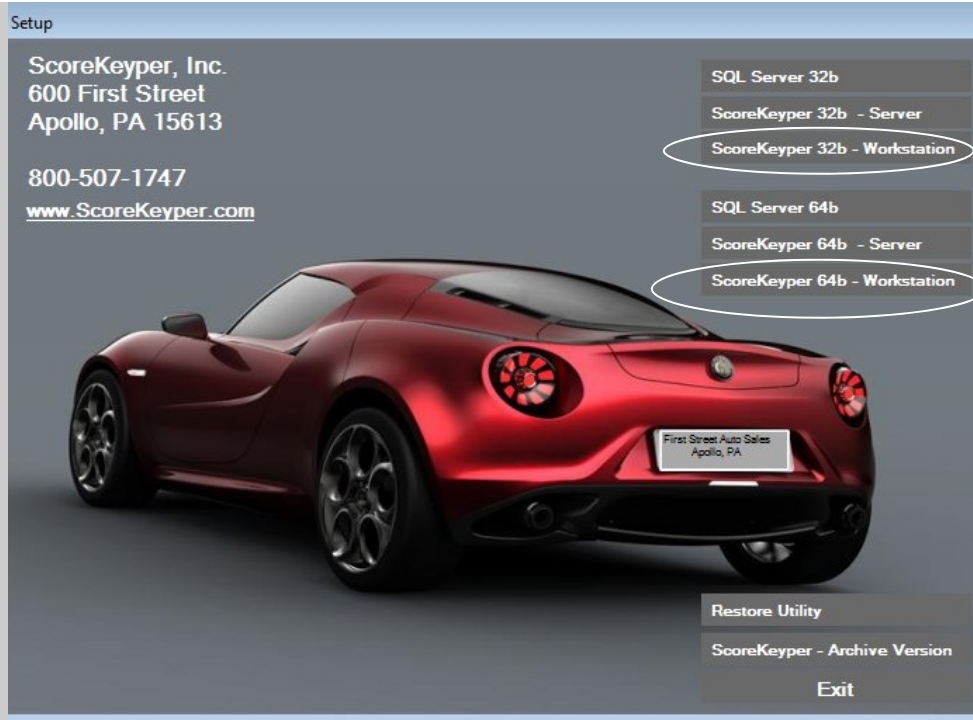 Setup
ScoreKeyper, Inc.
600 First Street
Apollo, PA 15613
800-507-1747
www.ScoreKeyper.com
SQL Server 32b
ScoreKeyper 32b - Server
ScoreKeyper 32b - Workstation
SQL Server 64b
ScoreKeyper 64b - Server
ScoreKeyper 64b - Workstation
First Street Auto Sales
Apollo, PA
Restore Utility
ScoreKeyper - Archive Version
Exit